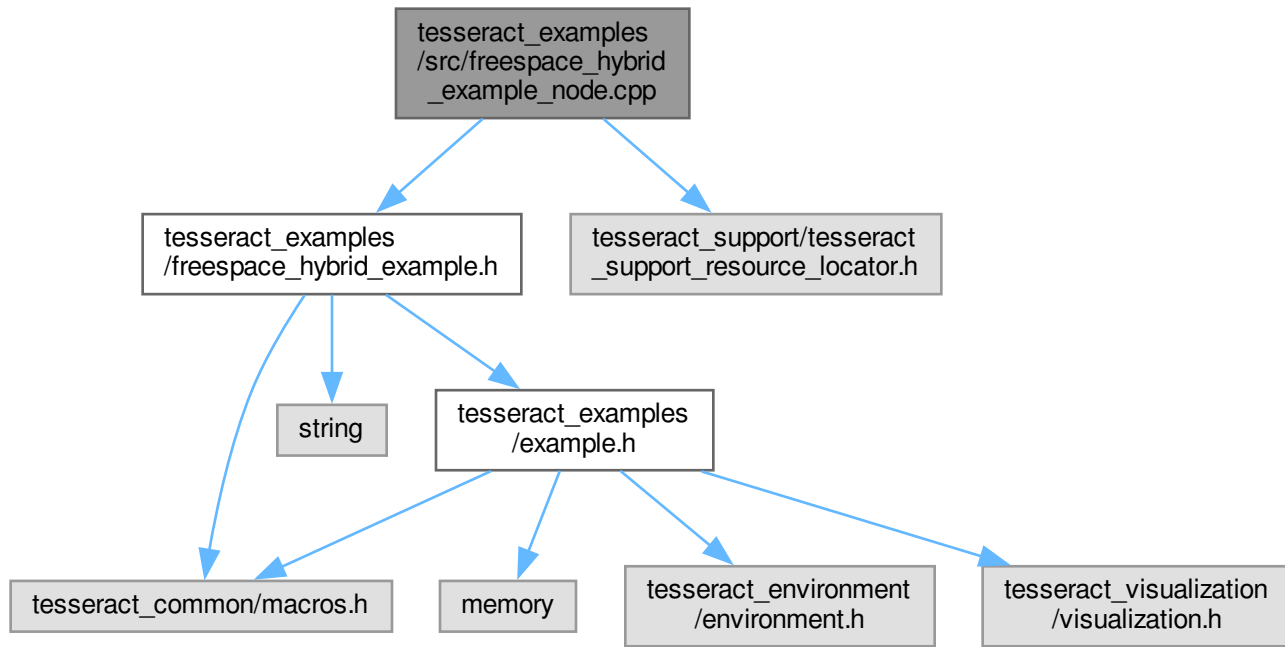 tesseract_examples
/src/freespace_hybrid
_example_node.cpp
tesseract_examples
/freespace_hybrid_example.h
tesseract_support/tesseract
_support_resource_locator.h
string
tesseract_examples
/example.h
tesseract_common/macros.h
memory
tesseract_environment
/environment.h
tesseract_visualization
/visualization.h